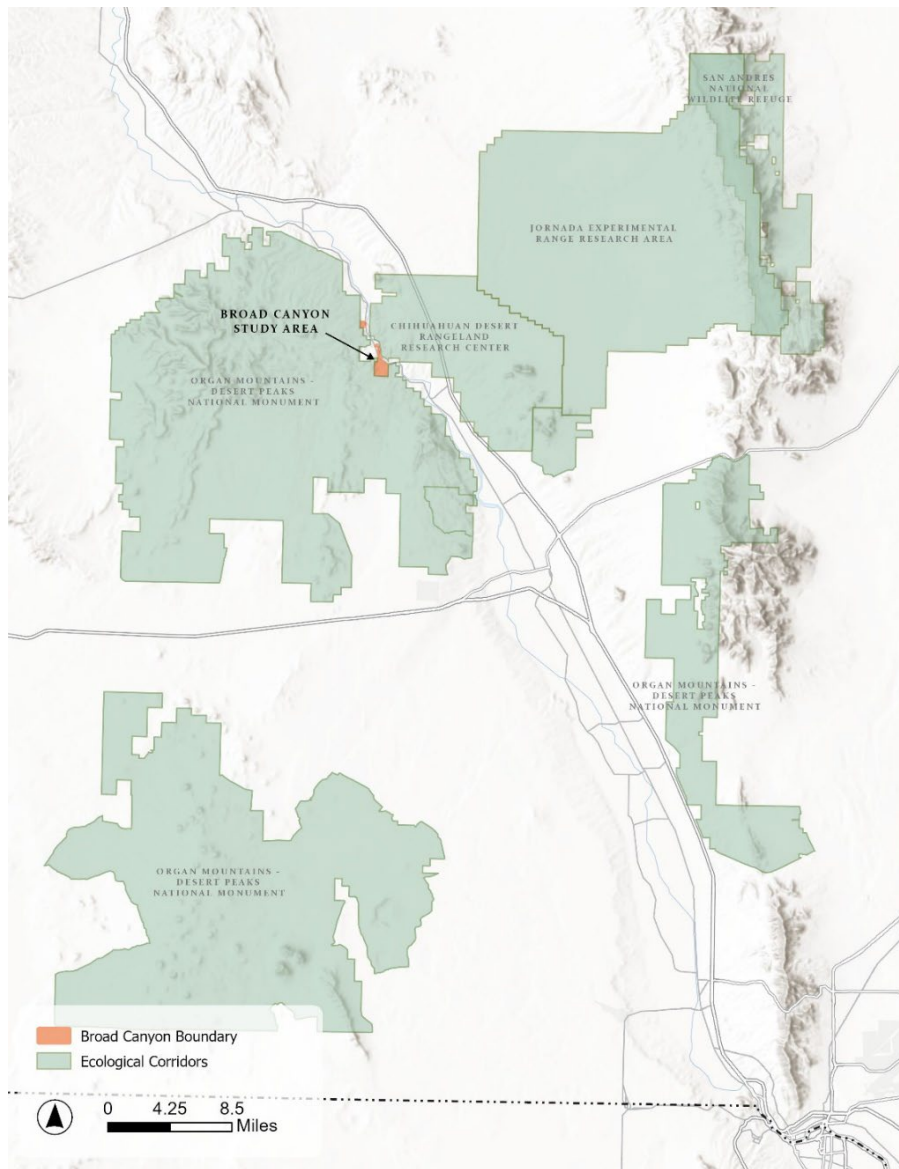 SAN ANDRES
NATIONAL
WILDLIFE REFUGE
JORNADA EXPERIMENTAL
RANGE RESEARCH AREA
BROAD CANYON
STUDY AREA
CHIHUAHUAN DESERT
RANGELAND
RESEARCH CENTER
ORGAN MOUNTAINS -
DESERT PEAKS
NATIONAL MONUMENT
ORGAN MOUNTAINS -
DESERT PEAKS
NATIONAL MONUMENT
ORGAN MOUNTAINS -
DESERT PEAKS
NATIONAL MONUMENT
Broad Canyon Boundary
Ecological Corridors
0 4.25 8.5
Miles